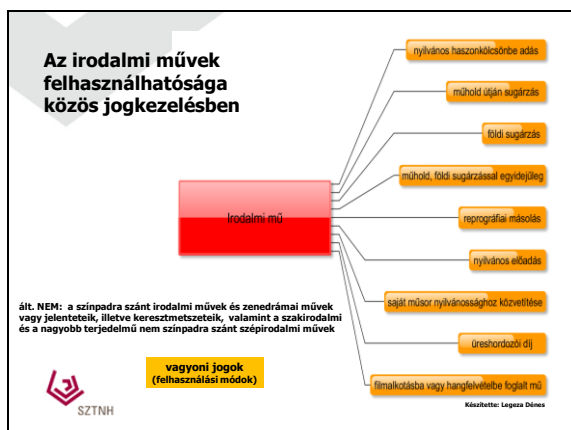 Az irodalmi művek
felhasználhatósága
közös jogkezelésben
nyilvános haszonkölcsönbe adás
műhold útján sugárzás
földi sugárzás
műhold, földi sugárzással egyidejűleg
Irodalmi mű
reprográfiai másolás
nyilvános előadás
saját műsor nyilvánossághoz közvetítése
üreshordozói díj
filmalkotásba vagy hangfelvételbe foglalt mű
ált. NEM: a színpadra szánt irodalmi művek és zenedrámai művek
vagy jelenteteik, illetve keresztmetszeteik, valamint a szakirodalmi
és a nagyobb terjedelmű nem színpadra szánt szépirodalmi művek
vagyoni jogok
(felhasználási módok)
SZTNH
Készítette: Legeza Dénes